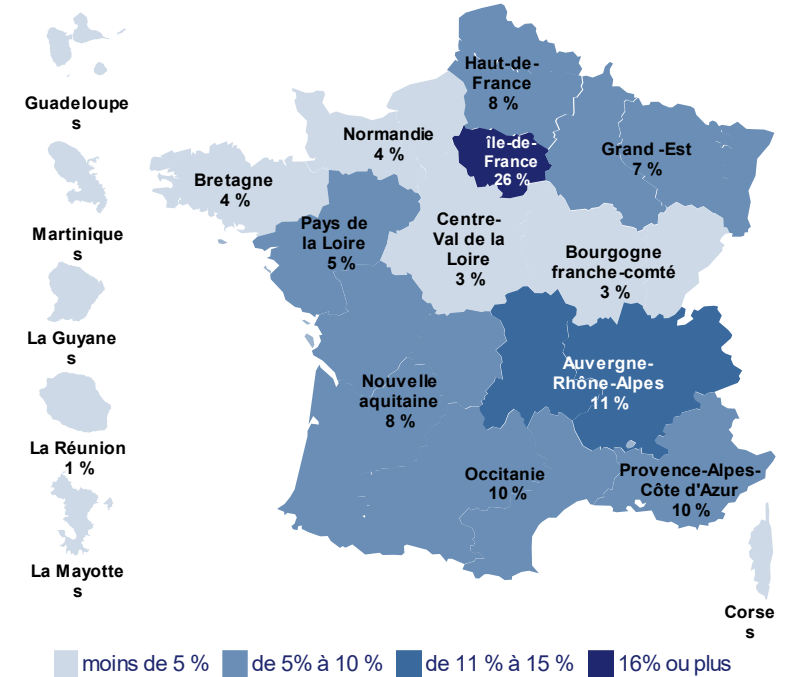 Haut-de-
France
8 %
Guadeloupe
s
Normandie
4 %
île-de-
France
26 %
Grand -Est
7 %
Bretagne
4 %
Martinique
s
Pays de
la Loire
5 %
Centre-
Val de la
Loire
3 %
Bourgogne
franche-comté
3 %
La Guyane
s
Auvergne-
Rhône-Alpes
11 %
Nouvelle
aquitaine
8 %
La Réunion
1 %
Occitanie
10 %
Provence-Alpes-
Côte d'Azur
10 %
La Mayotte
s
Corse
s
moins de 5 %
de 5% à 10 %
de 11 % à 15 %
16% ou plus